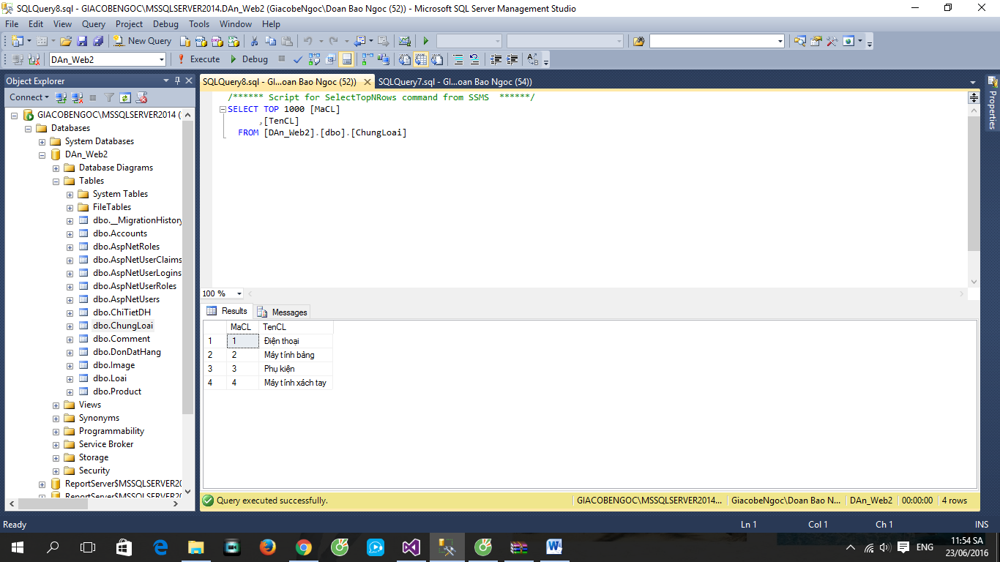 SQLQuery8.sql - GIACOBENGOC\MSSQLSERVER2014.DAn_Web2 (GiacobeNgoc\Doan Bao Ngoc (52)) - Microsoft SQL Server Management Studio
File Edit View Query Project Debug Tools Window Help
New Query
DAn_Web2 Execute Debug
Object Explorer
Connect
GIACOBENGOC\MSSQLSERVER2014 (
Databases
System Databases
DAn_Web2
Database Diagrams
Tables
System Tables
FileTables
dbo.__MigrationHistory
dbo.Accounts
dbo.AspNetRoles
dbo.AspNetUserClaims
dbo.AspNetUserLogins
dbo.AspNetUserRoles
dbo.AspNetUsers
dbo.ChiTietDH
dbo.ChungLoai
dbo.Comment
dbo.DonDatHang
dbo.Image
dbo.Loai
dbo.Product
Views
Synonyms
Programmability
Service Broker
Storage
Security
ReportServer$MSSQLSERVER20
ReportServer$MSSQLSERVER20
SQLQuery8.sql - GI...oan Bao Ngoc (52)) SQLQuery7.sql - GI...oan Bao Ngoc (54))
/****** Script for SelectTopNRows command from SSMS ******/
SELECT TOP 1000 [MaCL]
,[TenCL]
FROM [DAn_Web2].[dbo].[ChungLoai]
100 %
Results Messages
MaCL TenCL
1 1 Điện thoại
2 2 Máy tính bảng
3 3 Phụ kiện
4 4 Máy tính xách tay
Query executed successfully. GIACOBENGOC\MSSQLSERVER2014... GiacobeNgoc\Doan Bao N... DAn_Web2 00:00:00 4 rows
Properties
Ready Ln 1 Col 1 Ch 1 INS
ENG 11:54 SA
23/06/2016